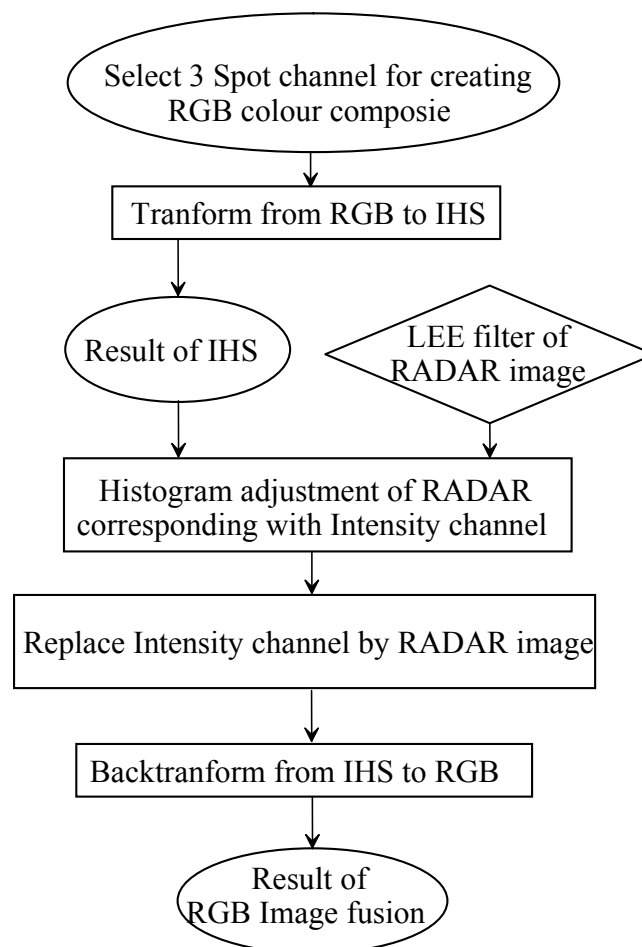 Select 3 Spot channel for creating
RGB colour composie
Tranform from RGB to IHS
Result of IHS
LEE filter of
RADAR image
Histogram adjustment of RADAR
corresponding with Intensity channel
Replace Intensity channel by RADAR image
Backtranform from IHS to RGB
Result of
RGB Image fusion